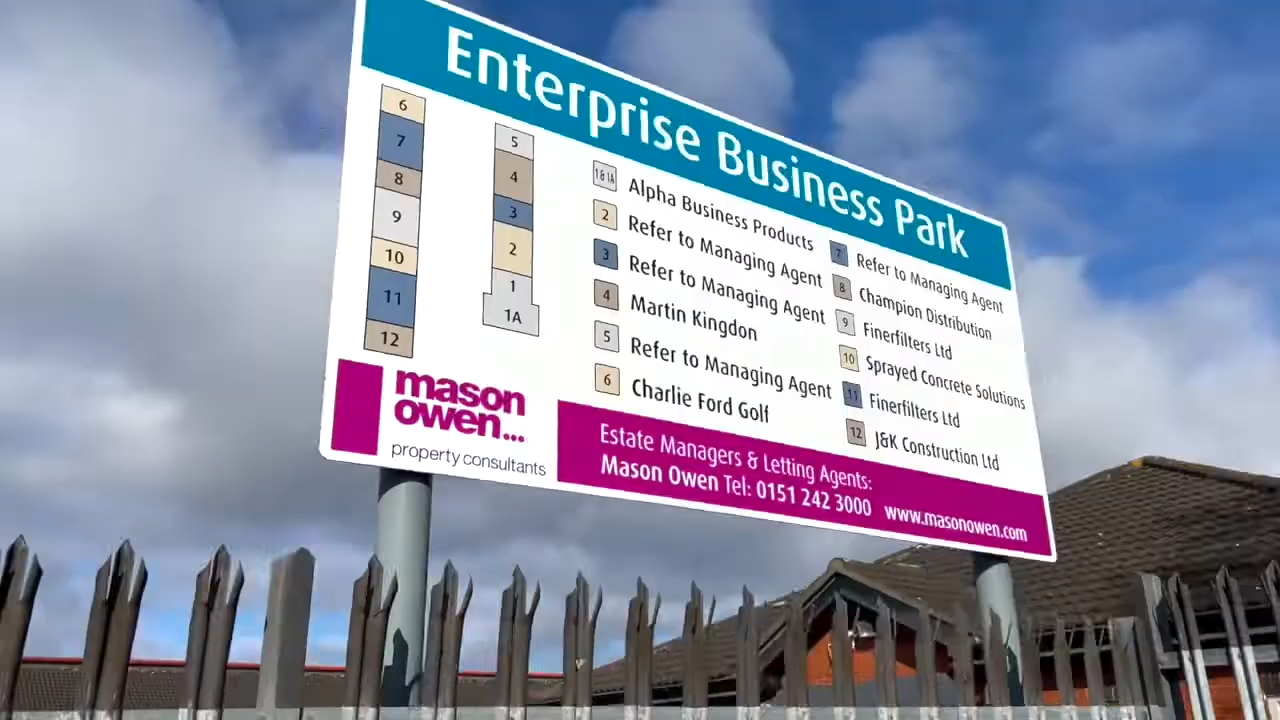 Enterprise Business Park
6
7
8
9
10
11
12
5
4
3
2
1
1A
1&1A Alpha Business Products
2 Refer to Managing Agent
3 Refer to Managing Agent
4 Martin Kingdon
5 Refer to Managing Agent
6 Charlie Ford Golf
7 Refer to Managing Agent
8 Champion Distribution
9 Finerfilters Ltd
10 Sprayed Concrete Solutions
11 Finerfilters Ltd
12 J&K Construction Ltd
mason
owen...
property consultants
Estate Managers & Letting Agents:
Mason Owen Tel: 0151 242 3000 www.masonowen.com